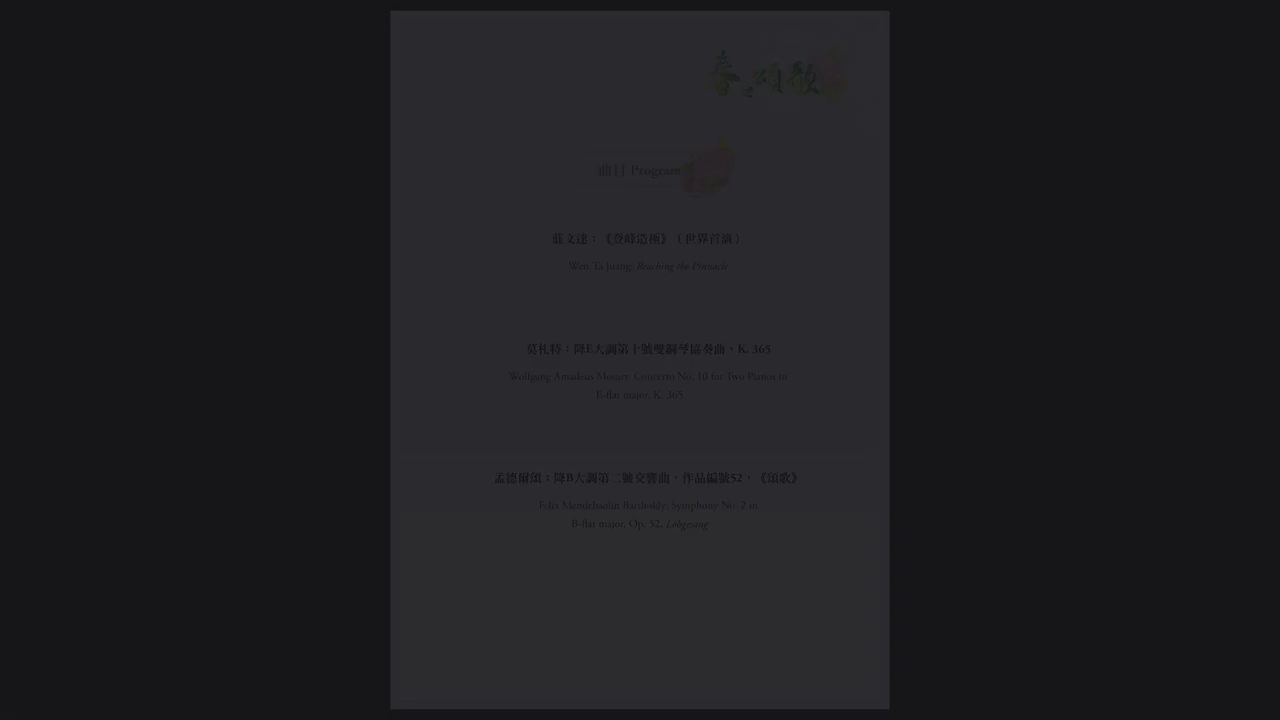 春之頌歌
曲目 Program
莊文達：《登峰造極》（世界首演）
Wen-Ta Juang: Reaching the Pinnacle
莫札特：降E大調第十號雙鋼琴協奏曲，K. 365
Wolfgang Amadeus Mozart: Concerto No. 10 for Two Pianos in
E-flat major, K. 365
孟德爾頌：降B大調第二號交響曲，作品編號52，《頌歌》
Felix Mendelssohn Bartholdy: Symphony No. 2 in
B-flat major, Op. 52, Lobgesang